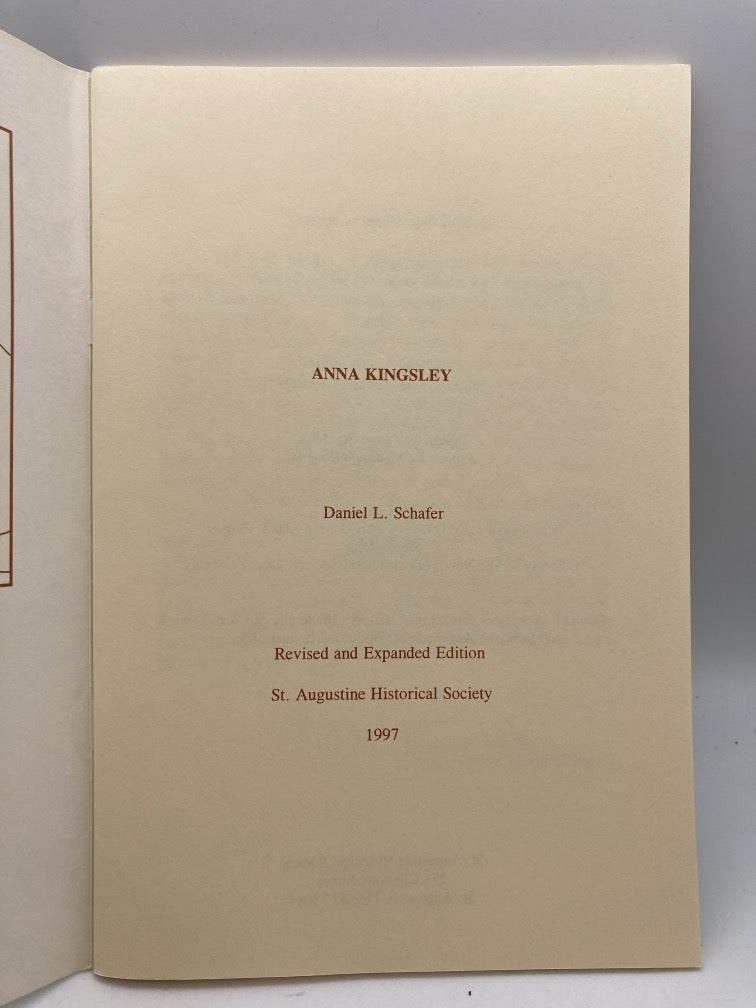 ANNA KINGSLEY
Daniel L. Schafer
Revised and Expanded Edition
St. Augustine Historical Society
1997